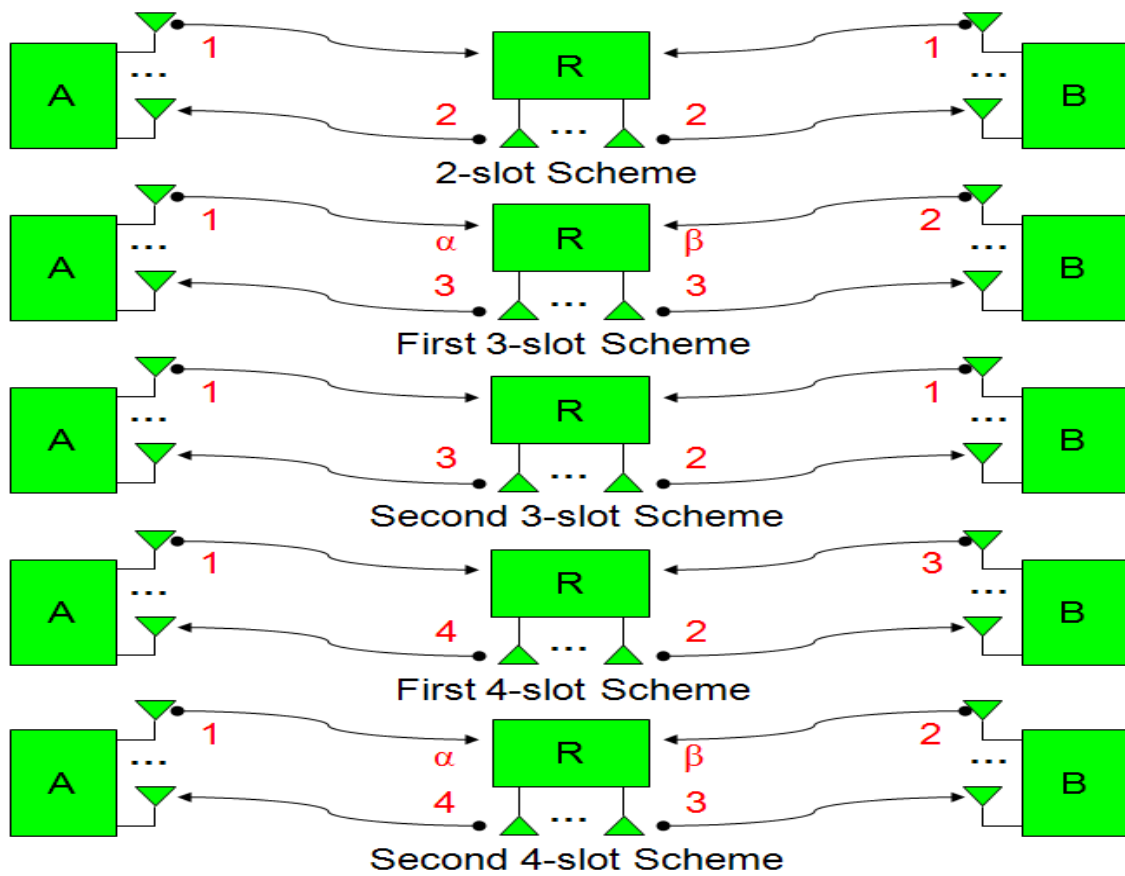 1 R 1
A ... ... B
2 ... 2
2-slot Scheme
1 R 2
A ... α β ... B
3 ... 3
First 3-slot Scheme
1 R 1
A ... ... B
3 ... 2
Second 3-slot Scheme
1 R 3
A ... ... B
4 ... 2
First 4-slot Scheme
1 R 2
A ... α β ... B
4 ... 3
Second 4-slot Scheme